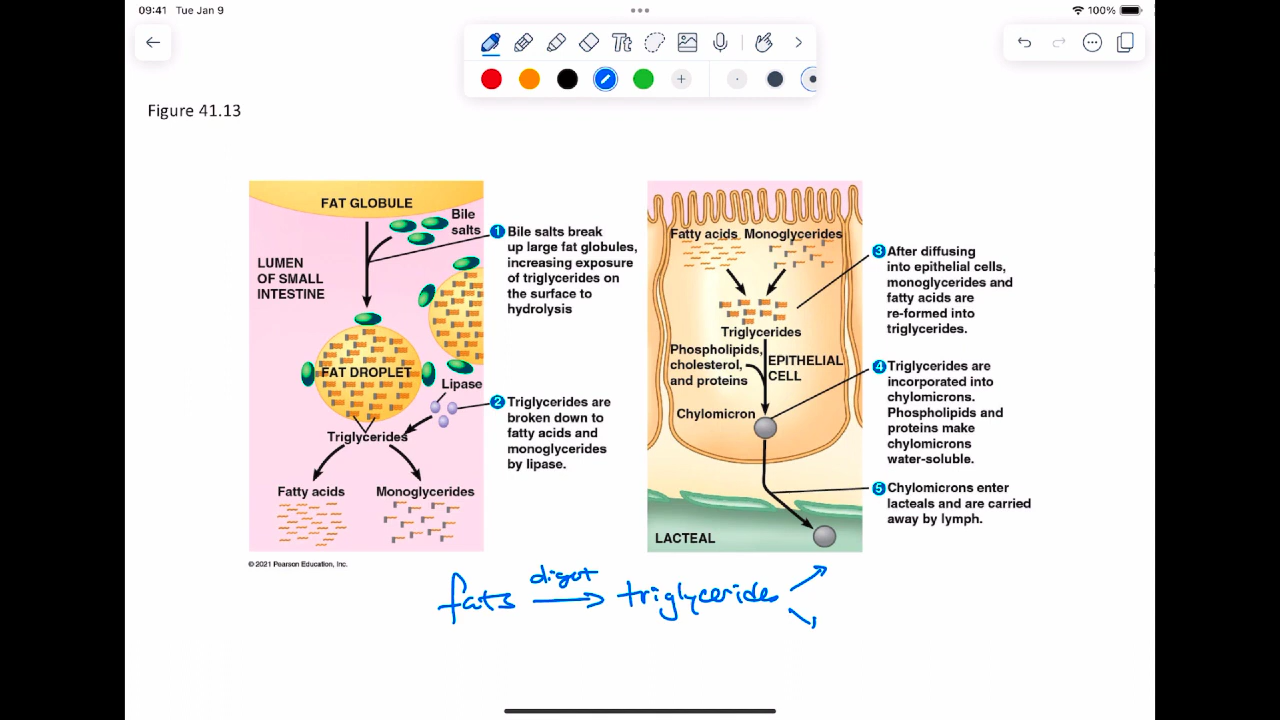 09:41 Tue Jan 9
100%
Tt
Figure 41.13
FAT GLOBULE
Bile
salts
LUMEN
OF SMALL
INTESTINE
FAT DROPLET
Lipase
Triglycerides
Fatty acids Monoglycerides
1 Bile salts break
up large fat globules,
increasing exposure
of triglycerides on
the surface to
hydrolysis
2 Triglycerides are
broken down to
fatty acids and
monoglycerides
by lipase.
© 2021 Pearson Education, Inc.
Fatty acids Monoglycerides
Triglycerides
Phospholipids,
cholesterol,
and proteins
EPITHELIAL
CELL
Chylomicron
LACTEAL
3 After diffusing
into epithelial cells,
monoglycerides and
fatty acids are
re-formed into
triglycerides.
4 Triglycerides are
incorporated into
chylomicrons.
Phospholipids and
proteins make
chylomicrons
water-soluble.
5 Chylomicrons enter
lacteals and are carried
away by lymph.
digest
fats → triglycerides